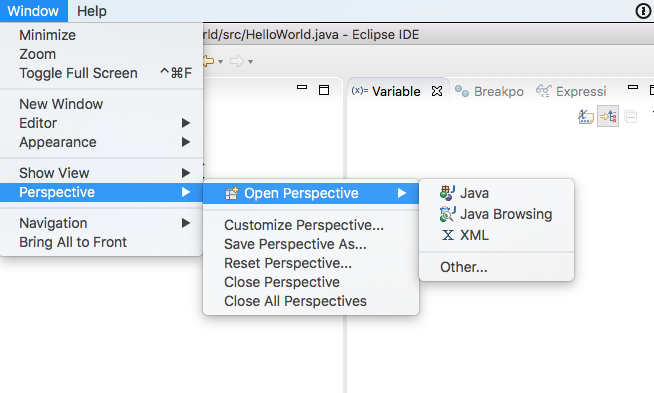 Window Help
rld/src/HelloWorld.java - Eclipse IDE
Minimize
Zoom
Toggle Full Screen ^⌘F
New Window
Editor
Appearance
Show View
Perspective
Navigation
Bring All to Front
Open Perspective
Customize Perspective...
Save Perspective As...
Reset Perspective...
Close Perspective
Close All Perspectives
Java
Java Browsing
XML
Other...
(x)= Variable
Breakpo
Expressi